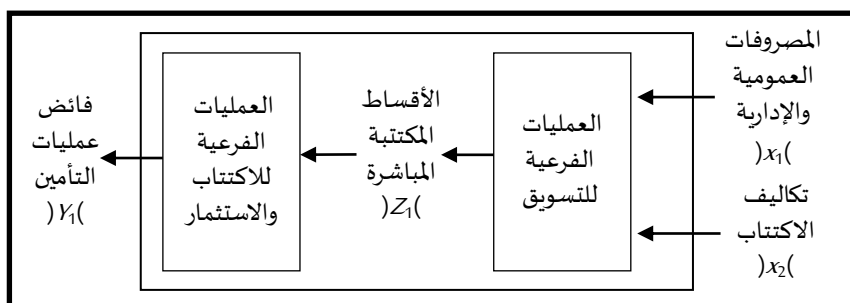 المصروفات
العمومية
والإدارية
)x1(
تكاليف
الاكتتاب
)x2(
العمليات
الفرعية
للتسويق
الأقساط
المكتتبة
المباشرة
)Z1(
العمليات
الفرعية
للاكتتاب
والاستثمار
فائض
عمليات
التأمين
)Y1(